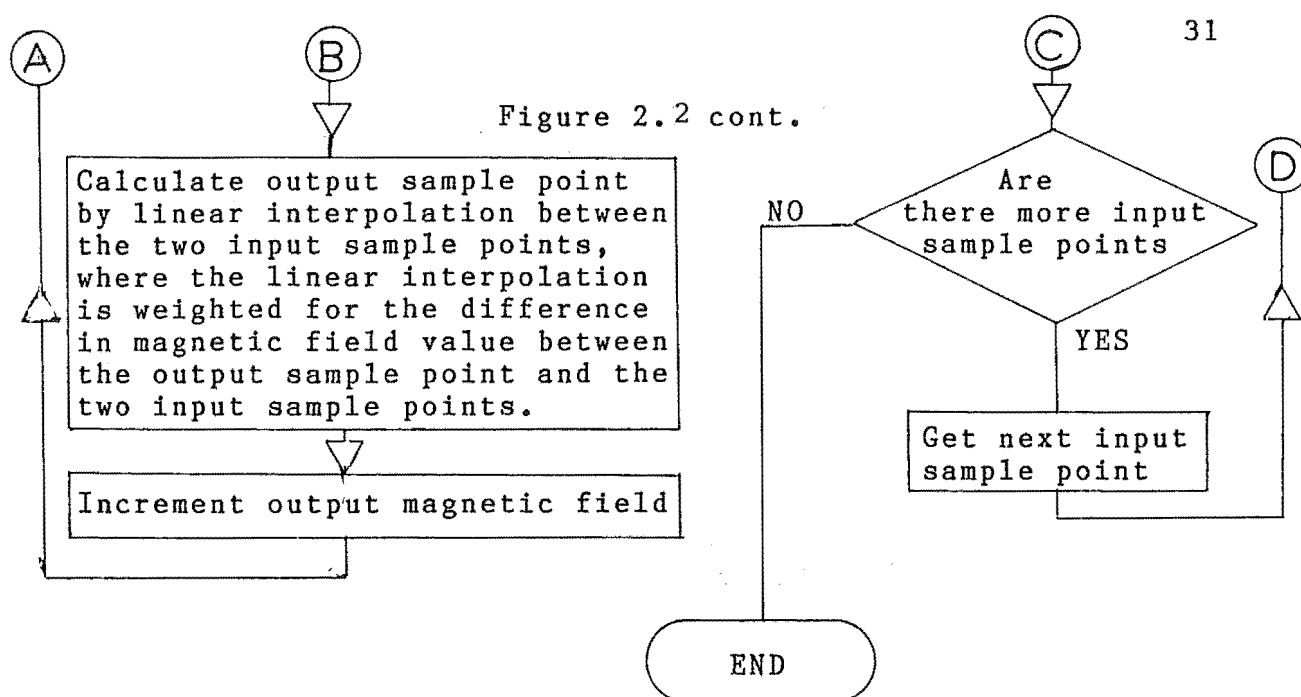 31
A
B
C
Figure 2.2 cont.
Calculate output sample point
by linear interpolation between
the two input sample points,
where the linear interpolation
is weighted for the difference
in magnetic field value between
the output sample point and the
two input sample points.
Increment output magnetic field
Are
there more input
sample points
NO
YES
D
Get next input
sample point
END